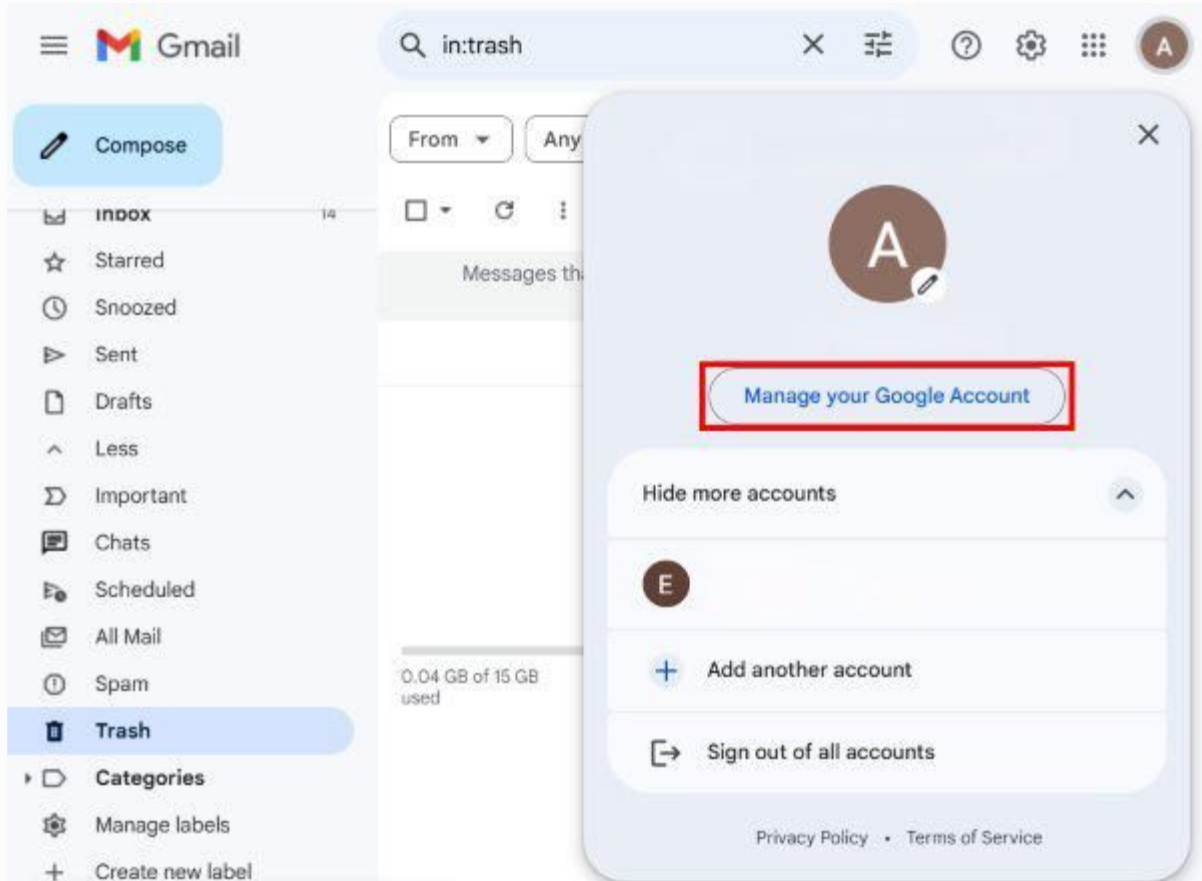 Gmail
in:trash
A
Compose
From
Any
Inbox 14
Starred
Messages tha
A
Snoozed
Sent
Drafts
Manage your Google Account
Less
Important
Hide more accounts
Chats
E
Scheduled
All Mail
Spam
0.04 GB of 15 GB
used
Add another account
Trash
Sign out of all accounts
Categories
Manage labels
Privacy Policy • Terms of Service
Create new label